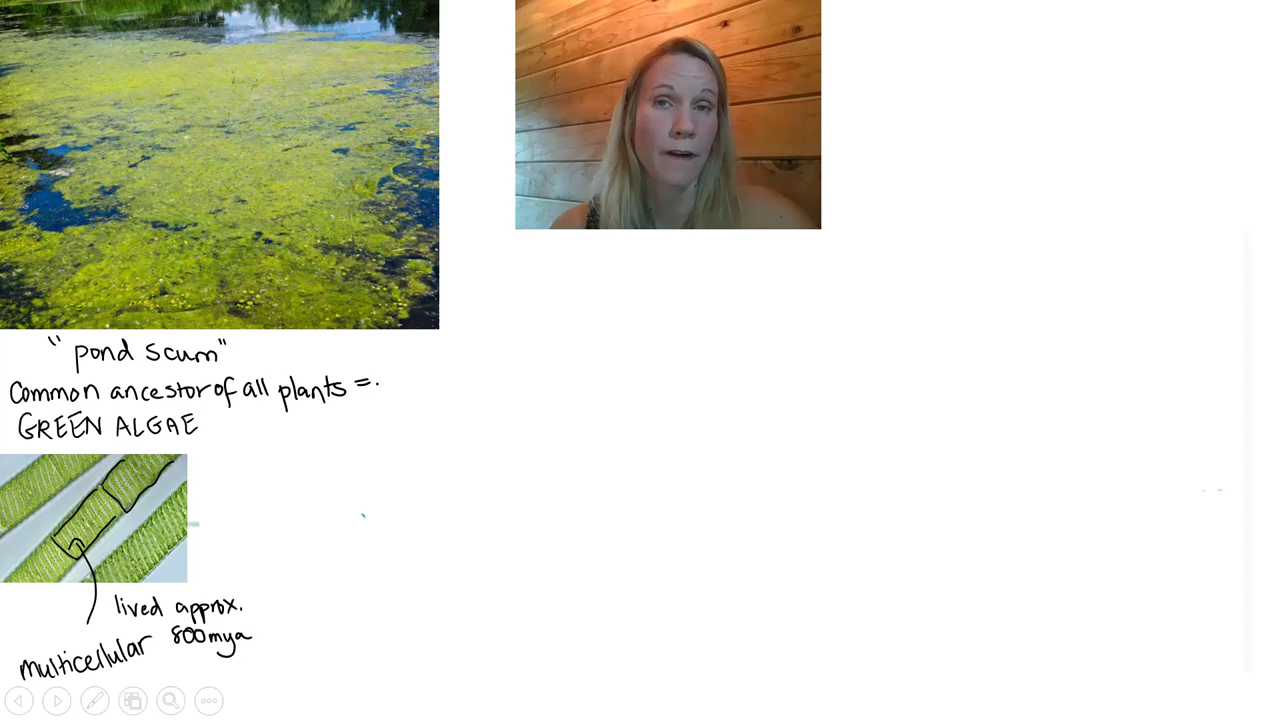 "pond scum"
Common ancestor of all plants =
GREEN ALGAE
lived approx.
800mya
multicellular